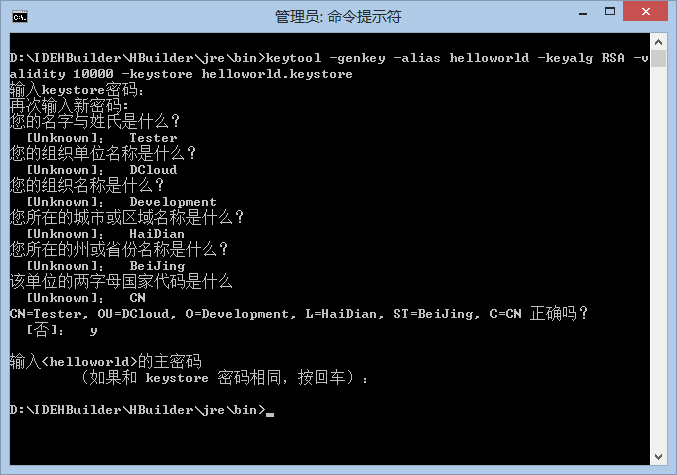 管理员: 命令提示符
D:\IDEHBuilder\HBuilder\jre\bin>keytool -genkey -alias helloworld -keyalg RSA -v
alidity 10000 -keystore helloworld.keystore
输入keystore密码：
再次输入新密码:
您的名字与姓氏是什么？
[Unknown]：  Tester
您的组织单位名称是什么？
[Unknown]：  DCloud
您的组织名称是什么？
[Unknown]：  Development
您所在的城市或区域名称是什么？
[Unknown]：  HaiDian
您所在的州或省份名称是什么？
[Unknown]：  BeiJing
该单位的两字母国家代码是什么
[Unknown]：  CN
CN=Tester, OU=DCloud, O=Development, L=HaiDian, ST=BeiJing, C=CN 正确吗？
[否]：  y
输入<helloworld>的主密码
（如果和 keystore 密码相同，按回车）：
D:\IDEHBuilder\HBuilder\jre\bin>_